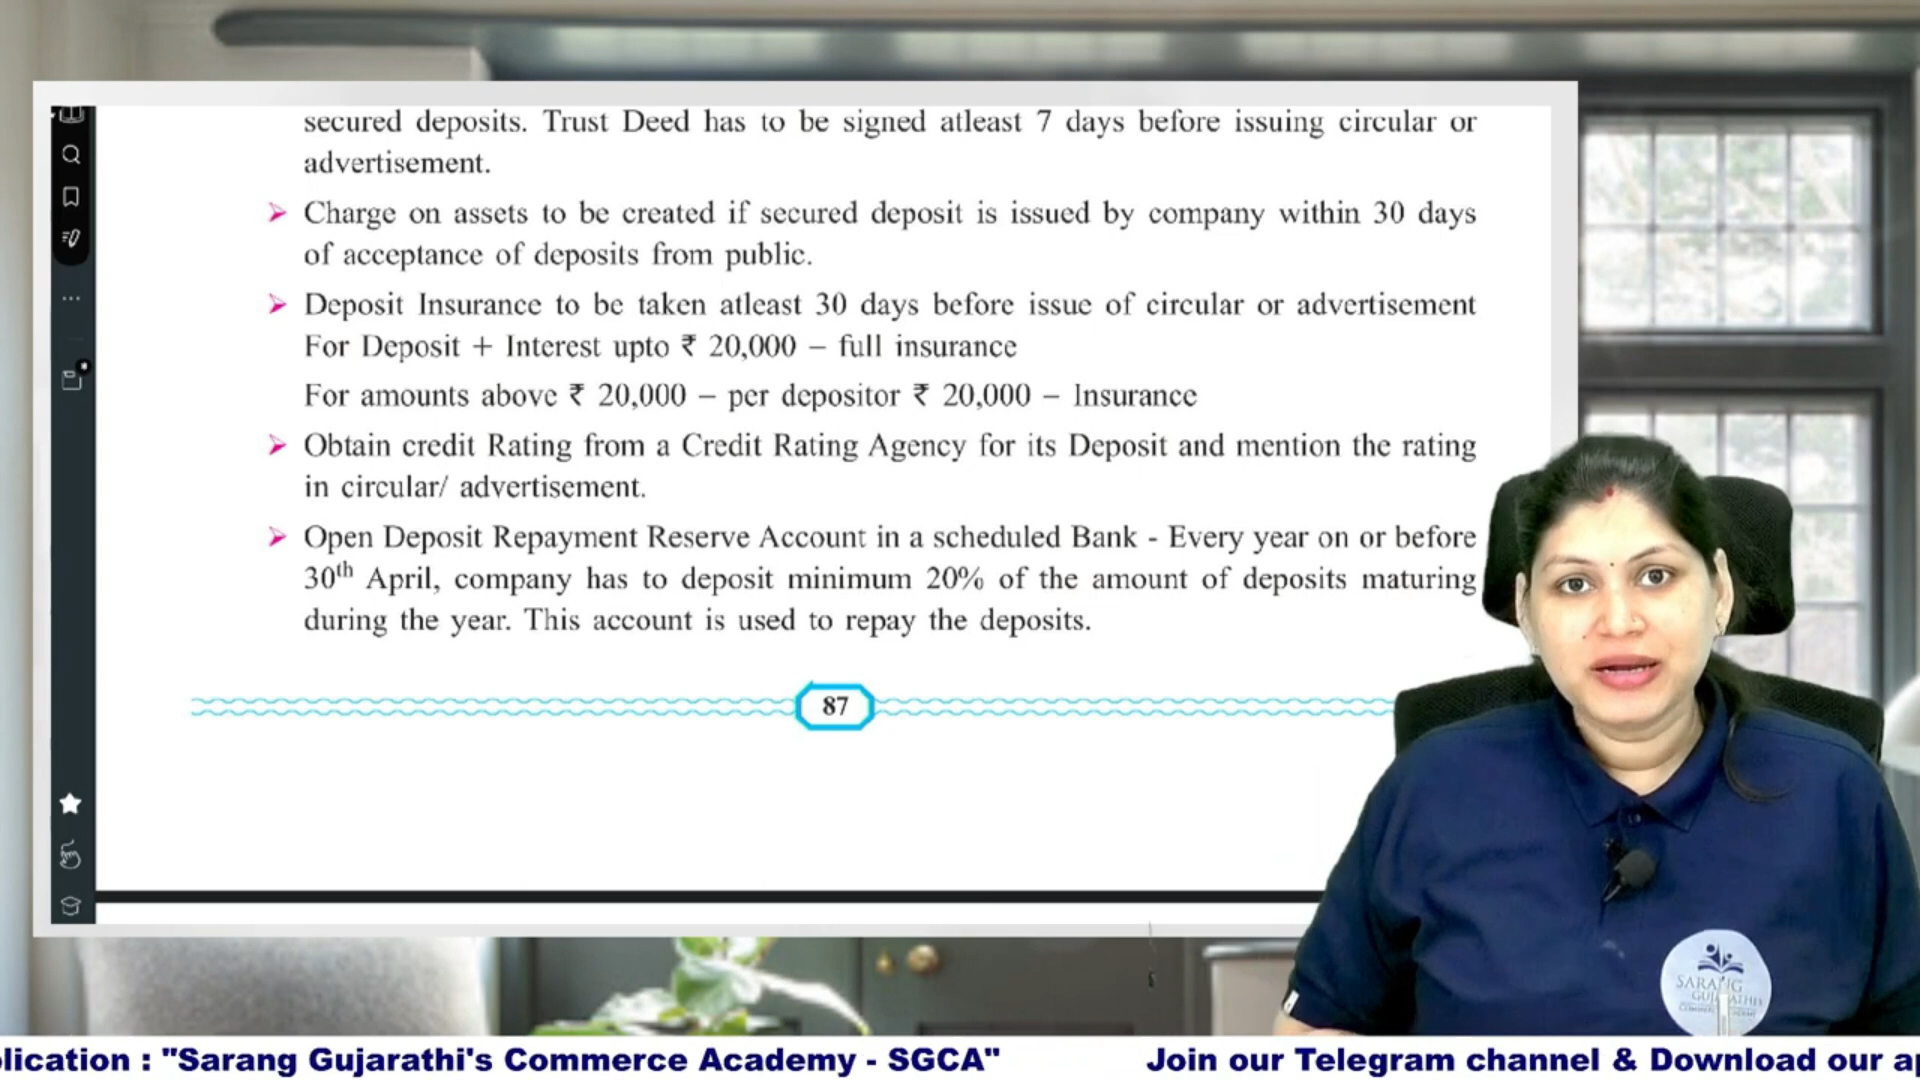 secured deposits. Trust Deed has to be signed atleast 7 days before issuing circular or
advertisement.
➢ Charge on assets to be created if secured deposit is issued by company within 30 days
of acceptance of deposits from public.
➢ Deposit Insurance to be taken atleast 30 days before issue of circular or advertisement
For Deposit + Interest upto ₹ 20,000 – full insurance
For amounts above ₹ 20,000 – per depositor ₹ 20,000 – Insurance
➢ Obtain credit Rating from a Credit Rating Agency for its Deposit and mention the rating
in circular/ advertisement.
➢ Open Deposit Repayment Reserve Account in a scheduled Bank - Every year on or before
30th April, company has to deposit minimum 20% of the amount of deposits maturing
during the year. This account is used to repay the deposits.
87
SARANG
lication : "Sarang Gujarathi's Commerce Academy - SGCA" Join our Telegram channel & Download our ap